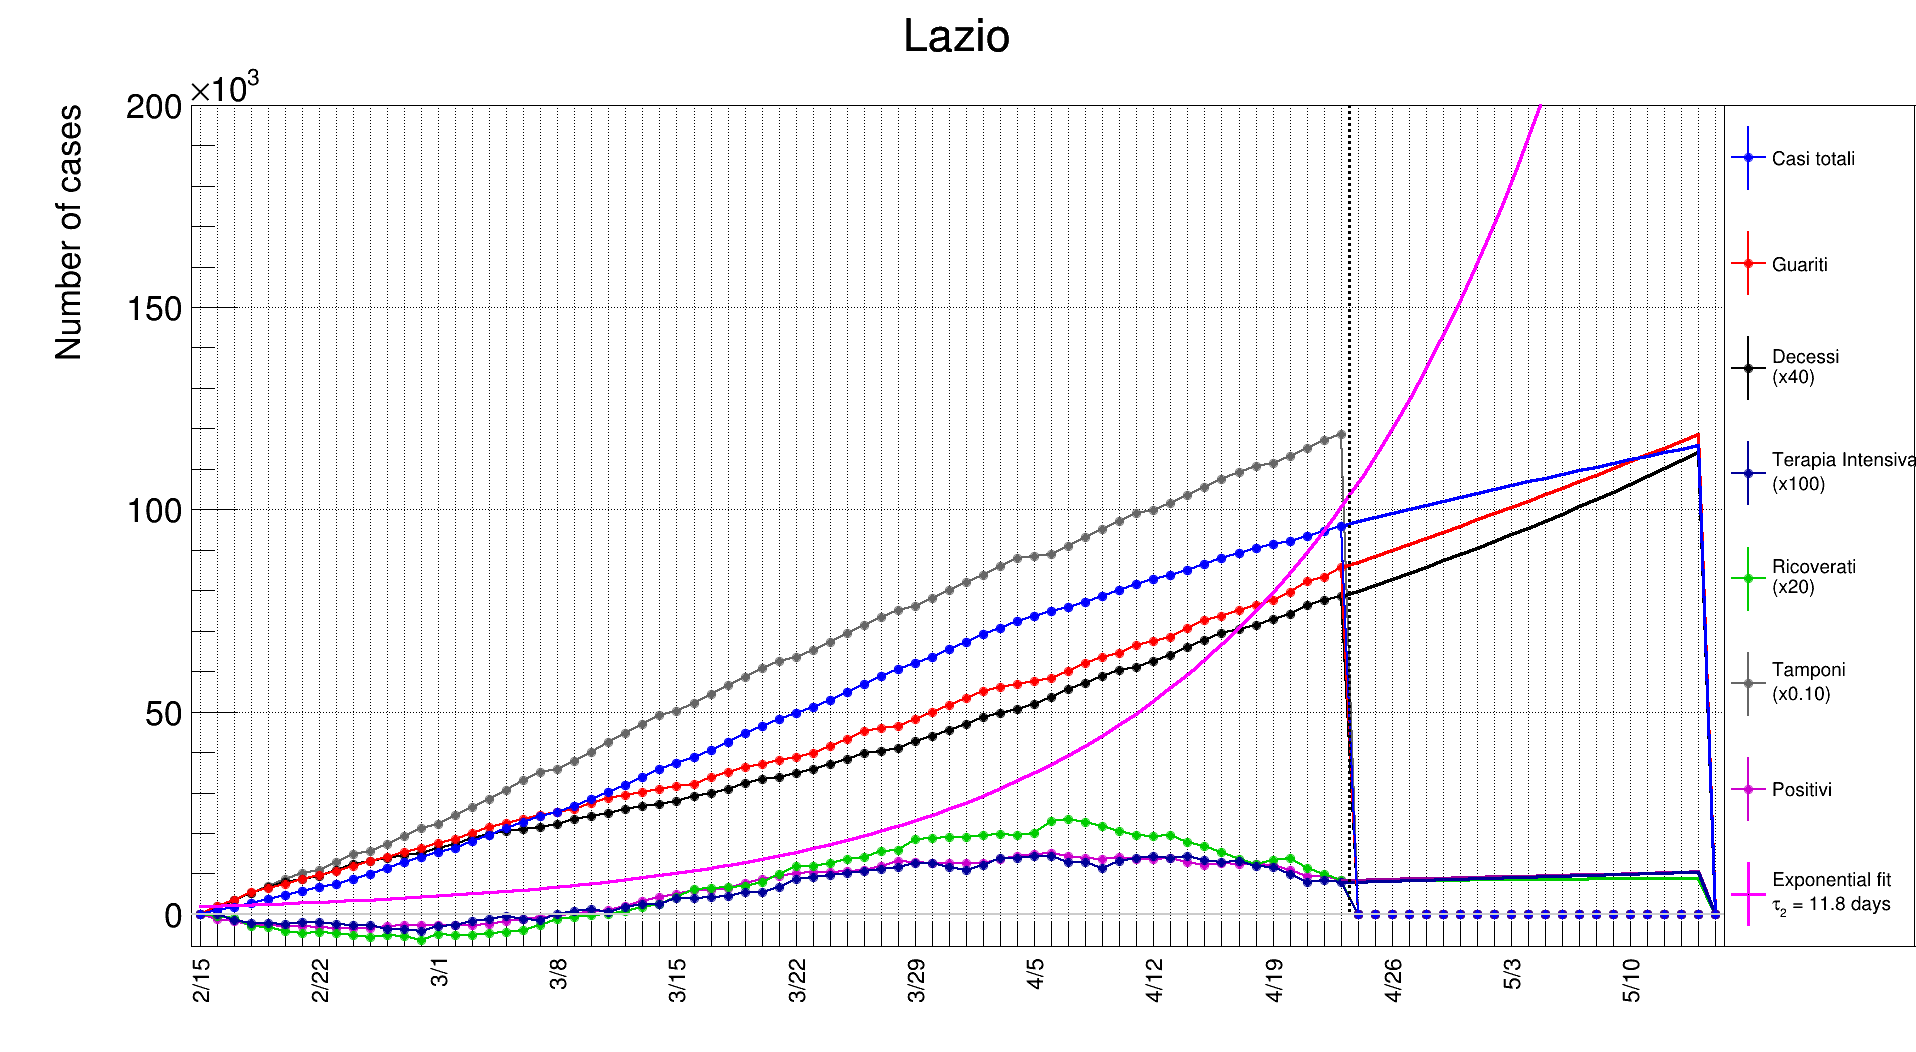 Lazio
×10³
Number of cases
200
150
100
50
0
2/15
2/22
3/1
3/8
3/15
3/22
3/29
4/5
4/12
4/19
4/26
5/3
5/10
Casi totali
Guariti
Decessi
(x40)
Terapia Intensiva
(x100)
Ricoverati
(x20)
Tamponi
(x0.10)
Positivi
Exponential fit
τ₂ = 11.8 days